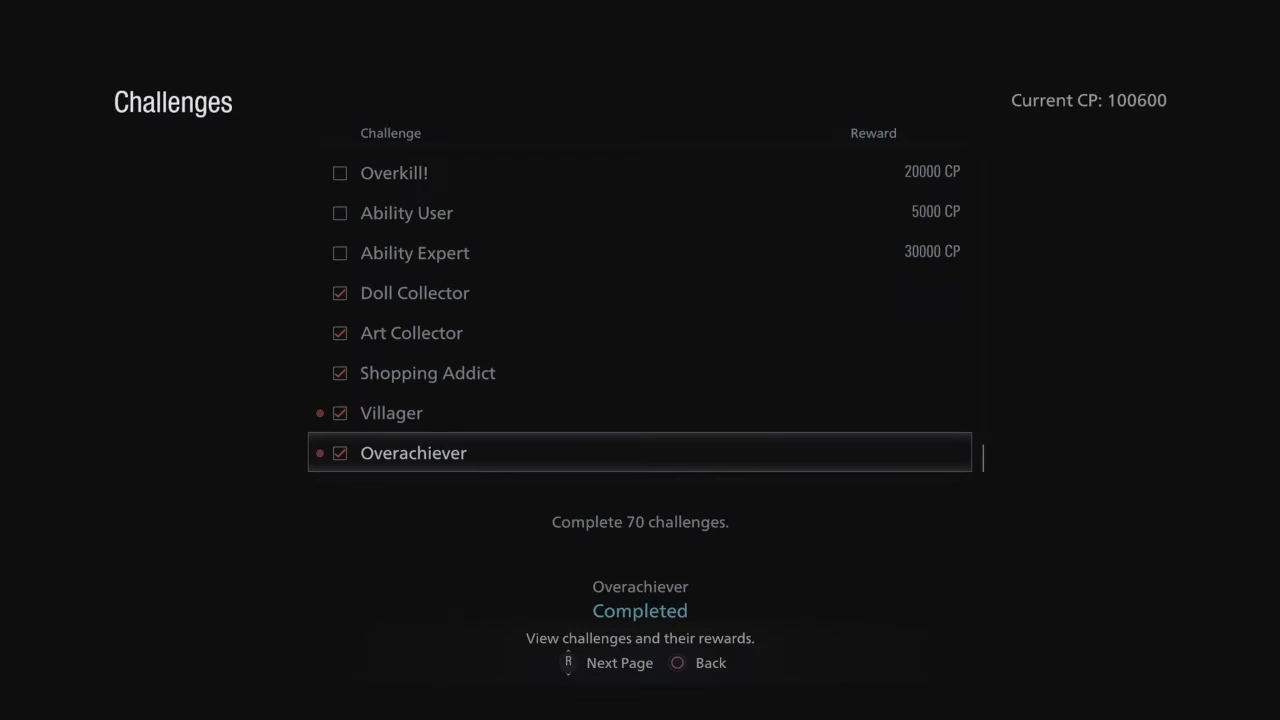 Challenges
Current CP: 100600
Challenge Reward
Overkill! 20000 CP
Ability User 5000 CP
Ability Expert 30000 CP
Doll Collector
Art Collector
Shopping Addict
Villager
Overachiever
Complete 70 challenges.
Overachiever
Completed
View challenges and their rewards.
R Next Page Back